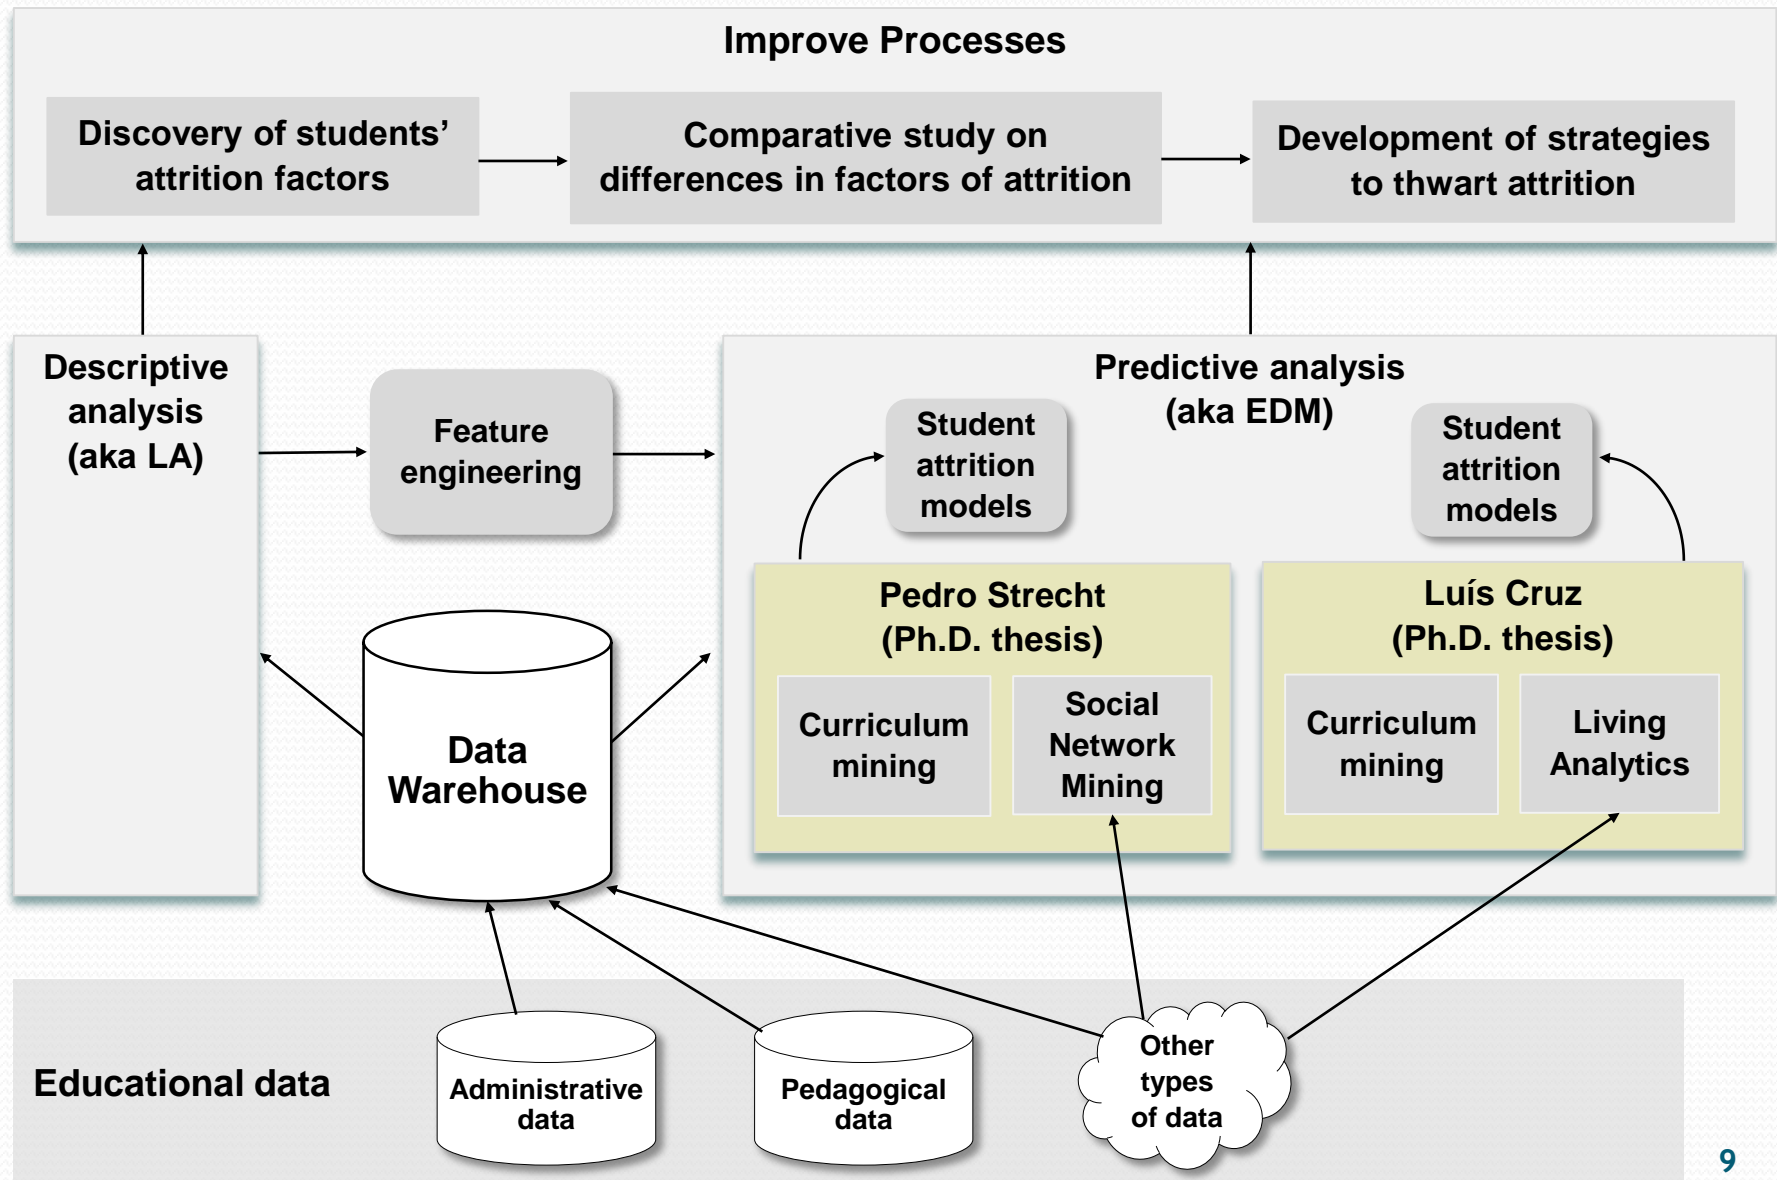 Improve Processes
Discovery of students’
attrition factors
Comparative study on
differences in factors of attrition
Development of strategies
to thwart attrition
Descriptive
analysis
(aka LA)
Feature
engineering
Predictive analysis
(aka EDM)
Student
attrition
models
Student
attrition
models
Pedro Strecht
(Ph.D. thesis)
Curriculum
mining
Social
Network
Mining
Luís Cruz
(Ph.D. thesis)
Curriculum
mining
Living
Analytics
Data
Warehouse
Educational data
Administrative
data
Pedagogical
data
Other
types
of data
9